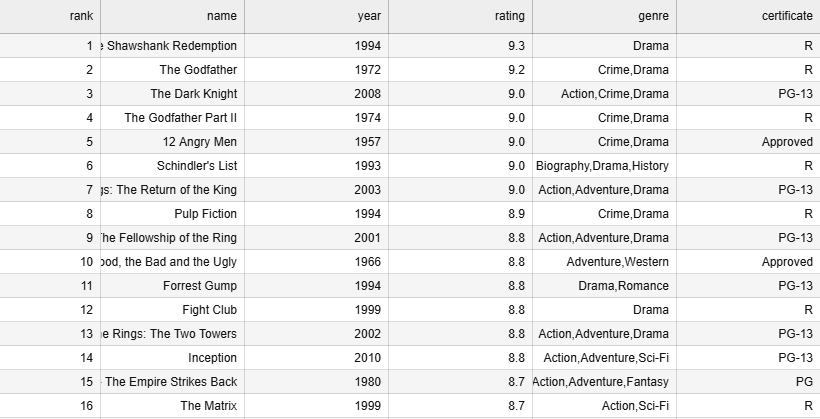 rank name year rating genre certificate
1 Shawshank Redemption 1994 9.3 Drama R
2 The Godfather 1972 9.2 Crime,Drama R
3 The Dark Knight 2008 9.0 Action,Crime,Drama PG-13
4 The Godfather Part II 1974 9.0 Crime,Drama R
5 12 Angry Men 1957 9.0 Crime,Drama Approved
6 Schindler's List 1993 9.0 Biography,Drama,History R
7 gs: The Return of the King 2003 9.0 Action,Adventure,Drama PG-13
8 Pulp Fiction 1994 8.9 Crime,Drama R
9 The Fellowship of the Ring 2001 8.8 Action,Adventure,Drama PG-13
10 ood, the Bad and the Ugly 1966 8.8 Adventure,Western Approved
11 Forrest Gump 1994 8.8 Drama,Romance PG-13
12 Fight Club 1999 8.8 Drama R
13 e Rings: The Two Towers 2002 8.8 Action,Adventure,Drama PG-13
14 Inception 2010 8.8 Action,Adventure,Sci-Fi PG-13
15 The Empire Strikes Back 1980 8.7 Action,Adventure,Fantasy PG
16 The Matrix 1999 8.7 Action,Sci-Fi R